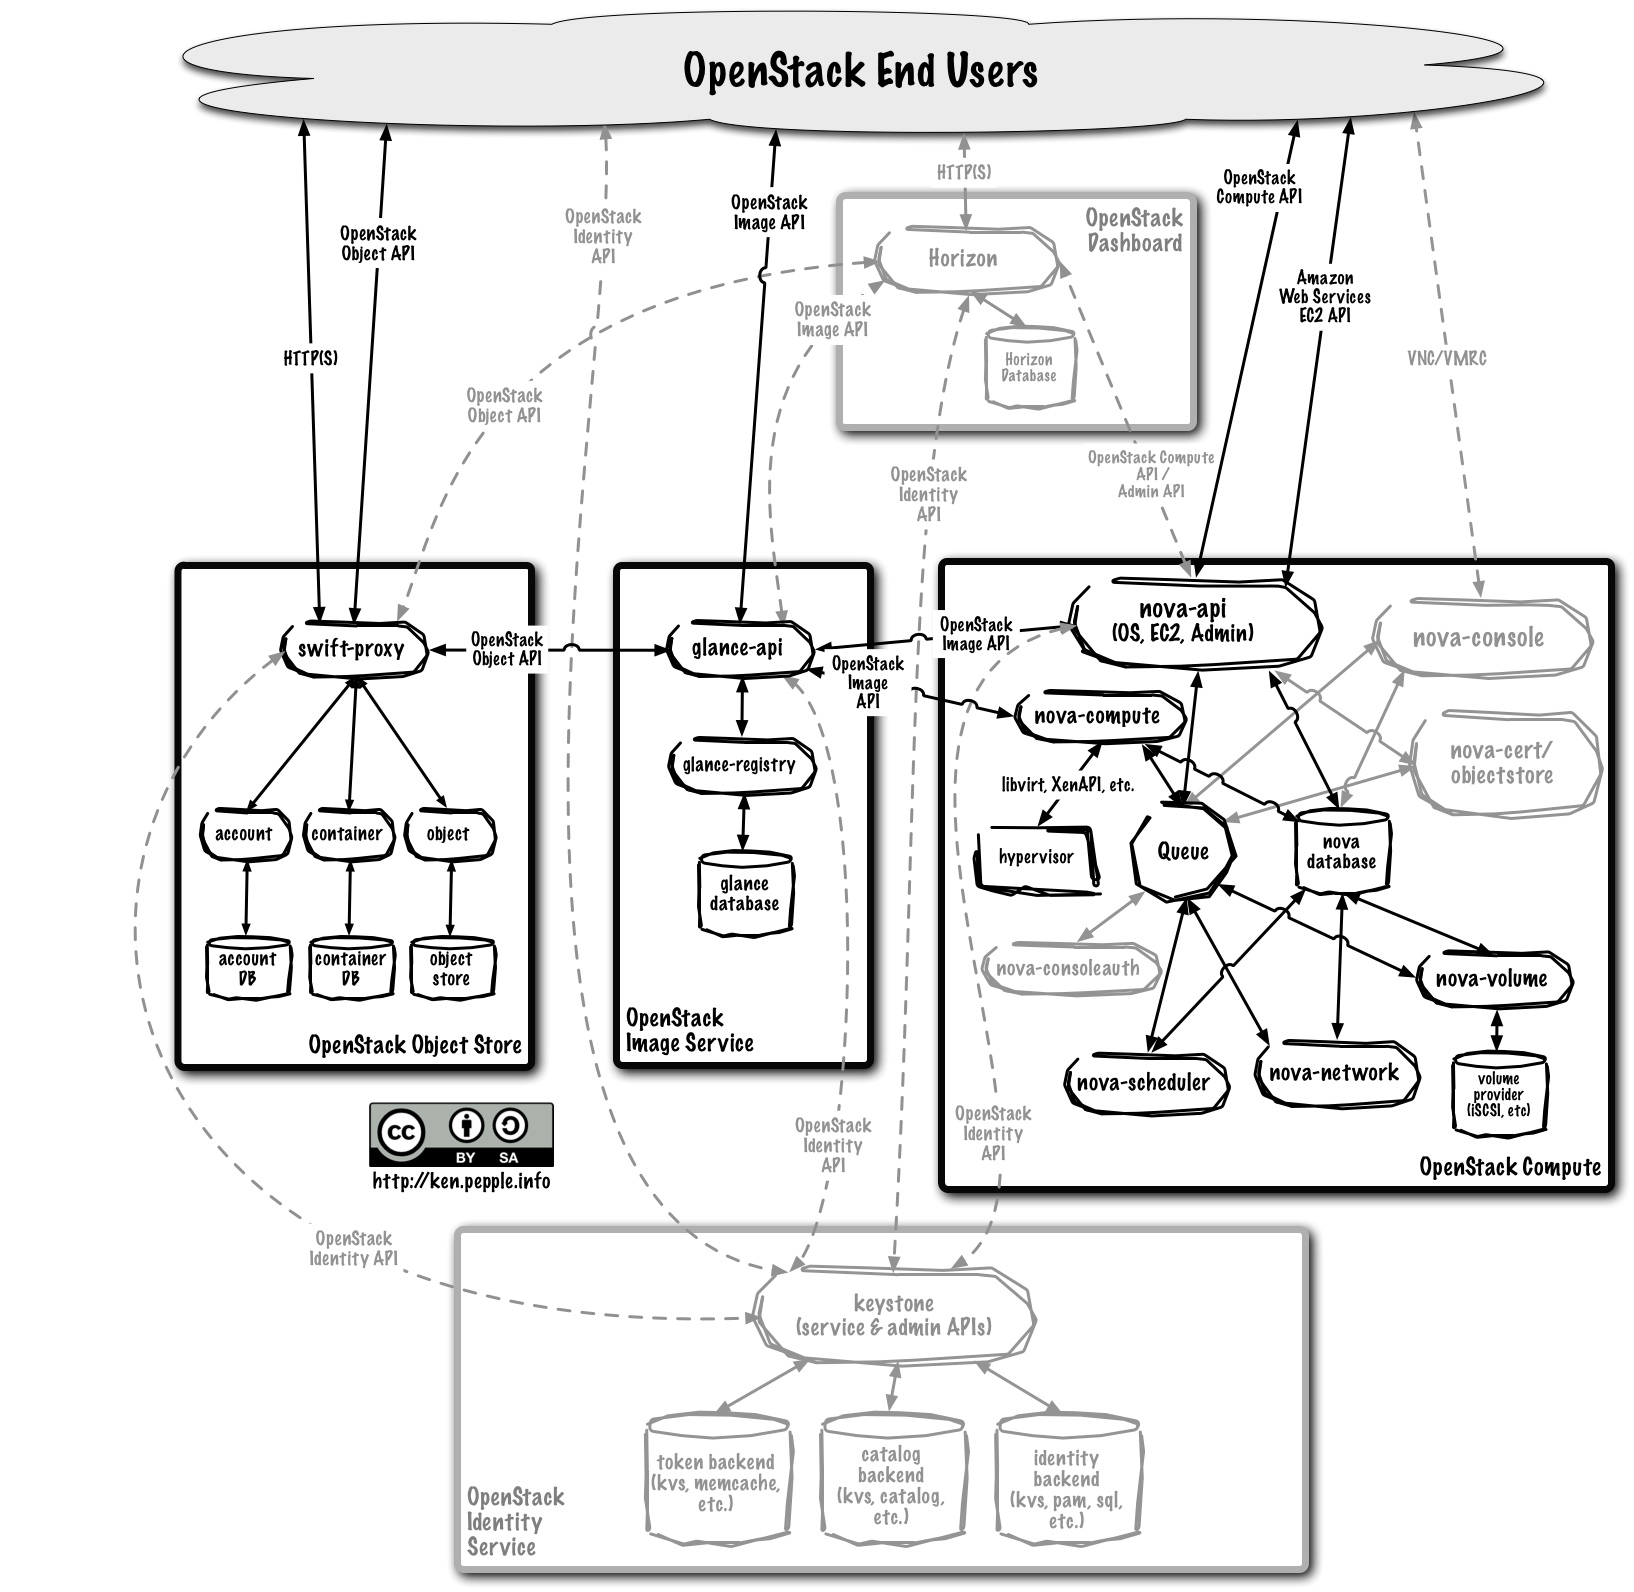 OpenStack End Users
HTTP(S)
OpenStack
Object API
OpenStack
Identity
API
OpenStack
Image API
HTTP(S)
OpenStack
Compute API
Amazon
Web Services
EC2 API
VNC/VMRC
OpenStack
Dashboard
Horizon
Horizon
Database
OpenStack
Image API
OpenStack
Object API
OpenStack
Identity
API
OpenStack Compute
API /
Admin API
swift-proxy
OpenStack
Object API
account
container
object
account
DB
container
DB
object
store
OpenStack Object Store
glance-api
glance-registry
glance
database
OpenStack
Image Service
OpenStack
Image API
OpenStack
Image
API
nova-api
(OS, EC2, Admin)
nova-console
nova-compute
nova-cert/
objectstore
libvirt, XenAPI, etc.
hypervisor
Queue
nova
database
nova-consoleauth
nova-volume
nova-scheduler
nova-network
volume
provider
(iSCSI, etc)
OpenStack Compute
OpenStack
Identity
API
OpenStack
Identity
API
cc
BY SA
http://ken.pepple.info
OpenStack
Identity API
keystone
(service & admin APIs)
token backend
(kvs, memcache,
etc.)
catalog
backend
(kvs, catalog,
etc.)
identity
backend
(kvs, pam, sql,
etc.)
OpenStack
Identity
Service